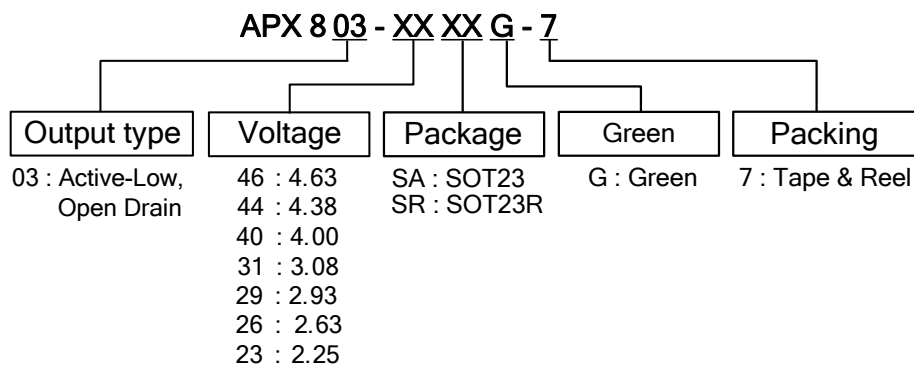 APX 8 03 - XX XX G - 7
Output type
03 : Active-Low,
Open Drain
Voltage
46 : 4.63
44 : 4.38
40 : 4.00
31 : 3.08
29 : 2.93
26 : 2.63
23 : 2.25
Package
SA : SOT23
SR : SOT23R
Green
G : Green
Packing
7 : Tape & Reel